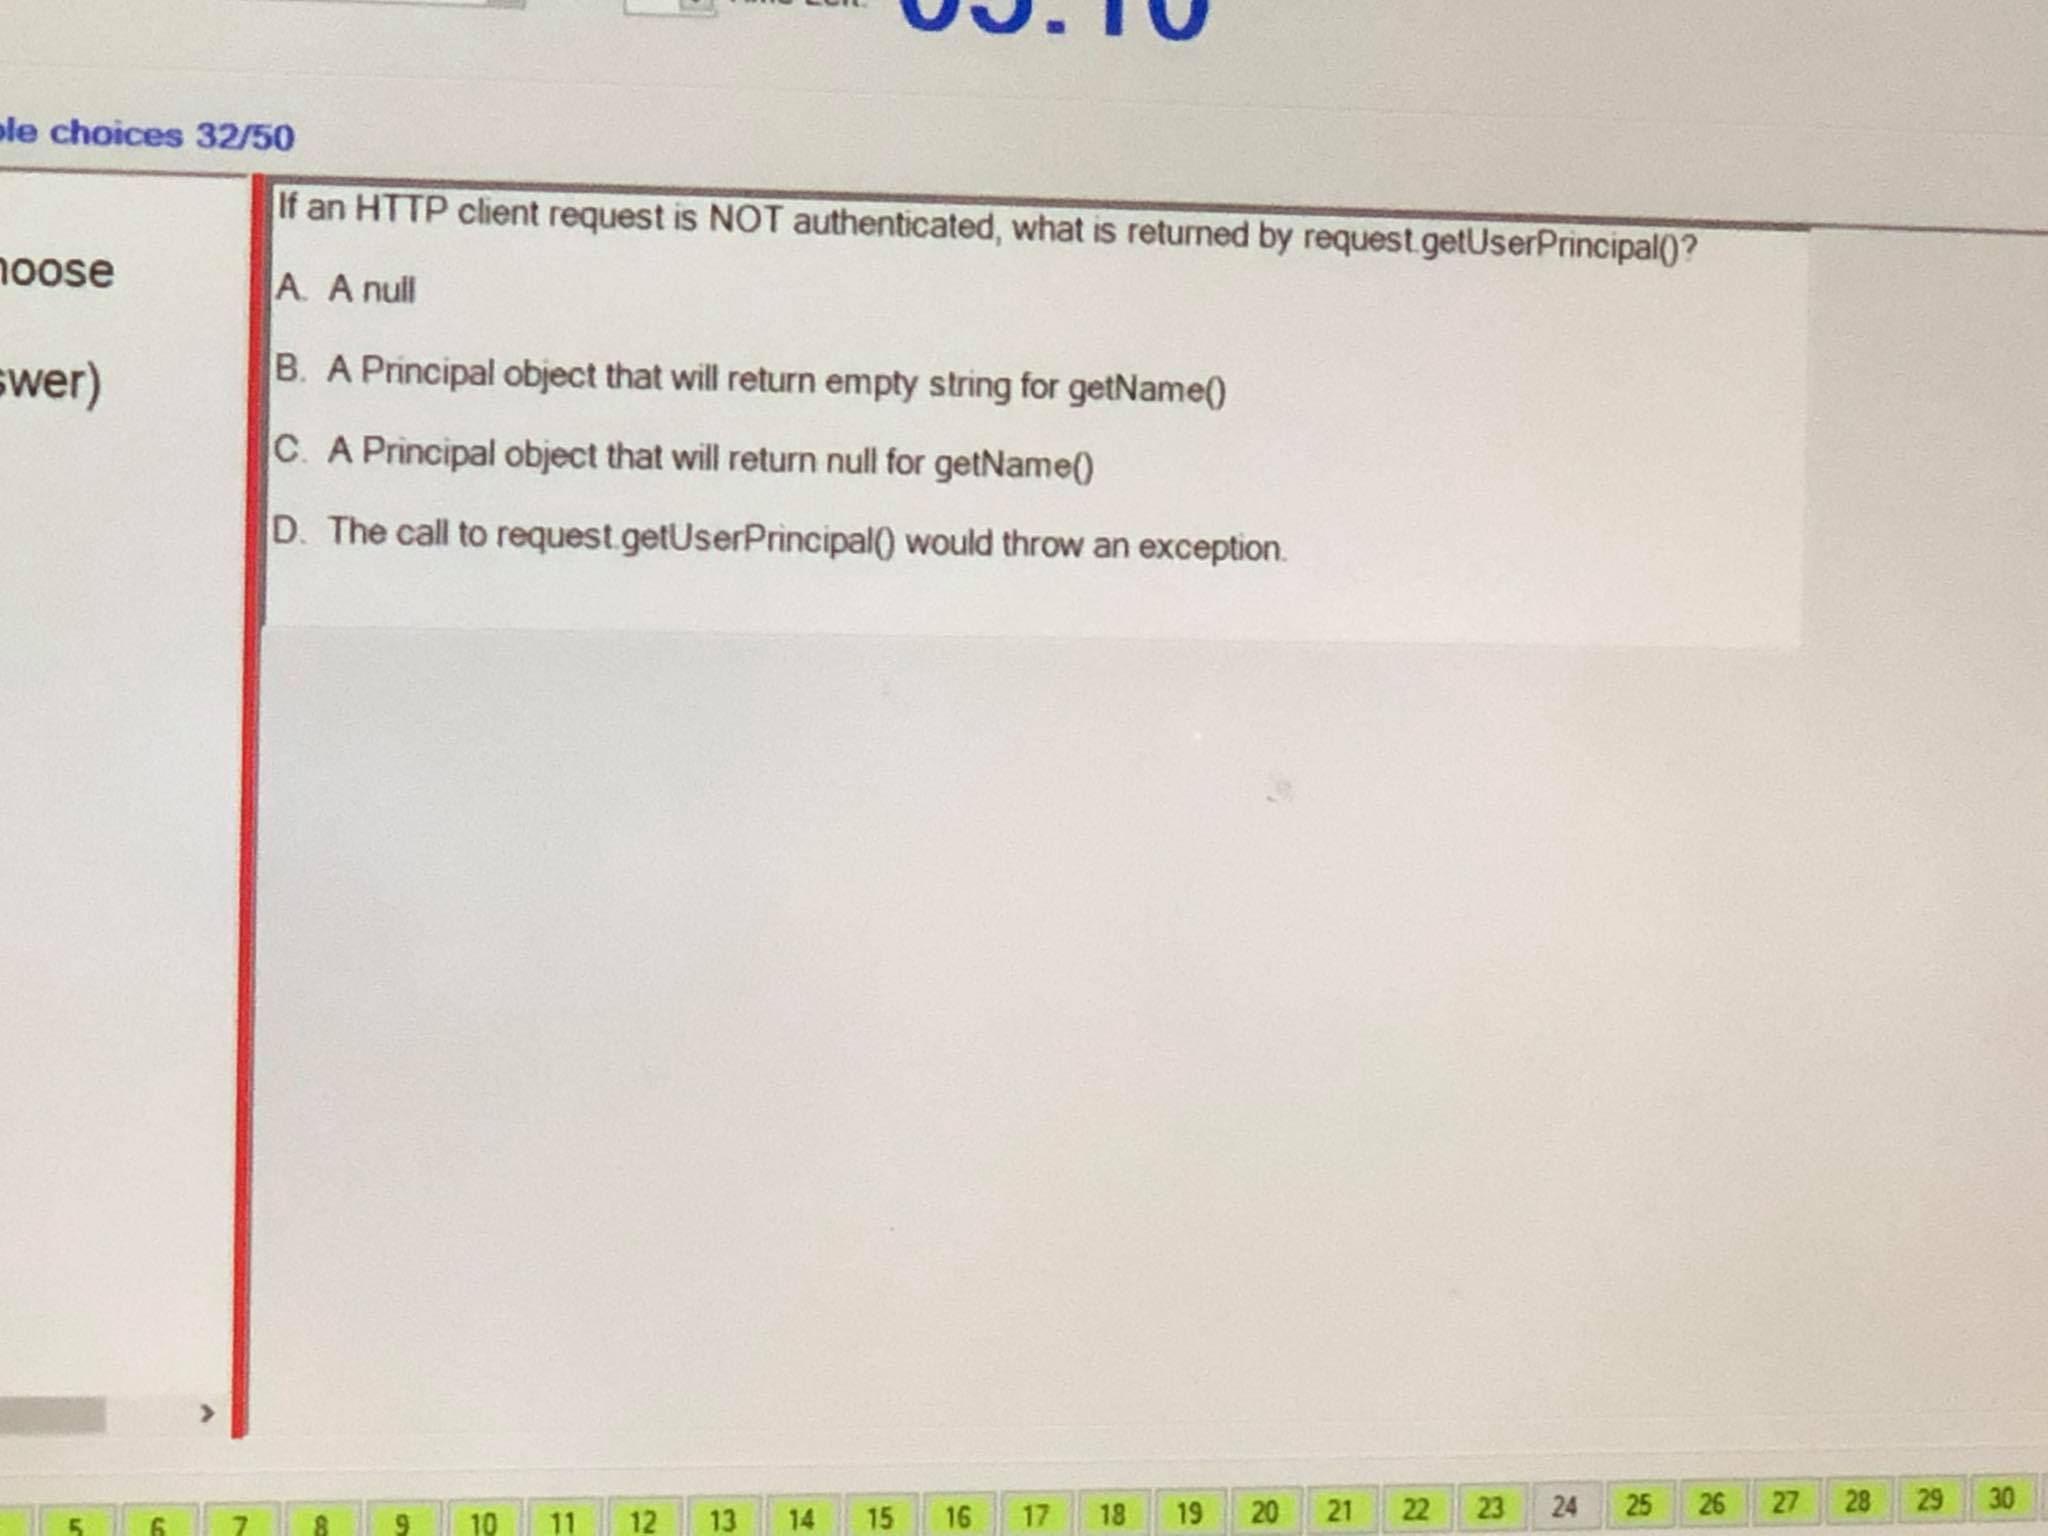 choices 32/50
If an HTTP client request is NOT authenticated, what is returned by request.getUserPrincipal()?
A. A null
B. A Principal object that will return empty string for getName()
C. A Principal object that will return null for getName()
D. The call to request.getUserPrincipal() would throw an exception.
5 6 7 8 9 10 11 12 13 14 15 16 17 18 19 20 21 22 23 24 25 26 27 28 29 30